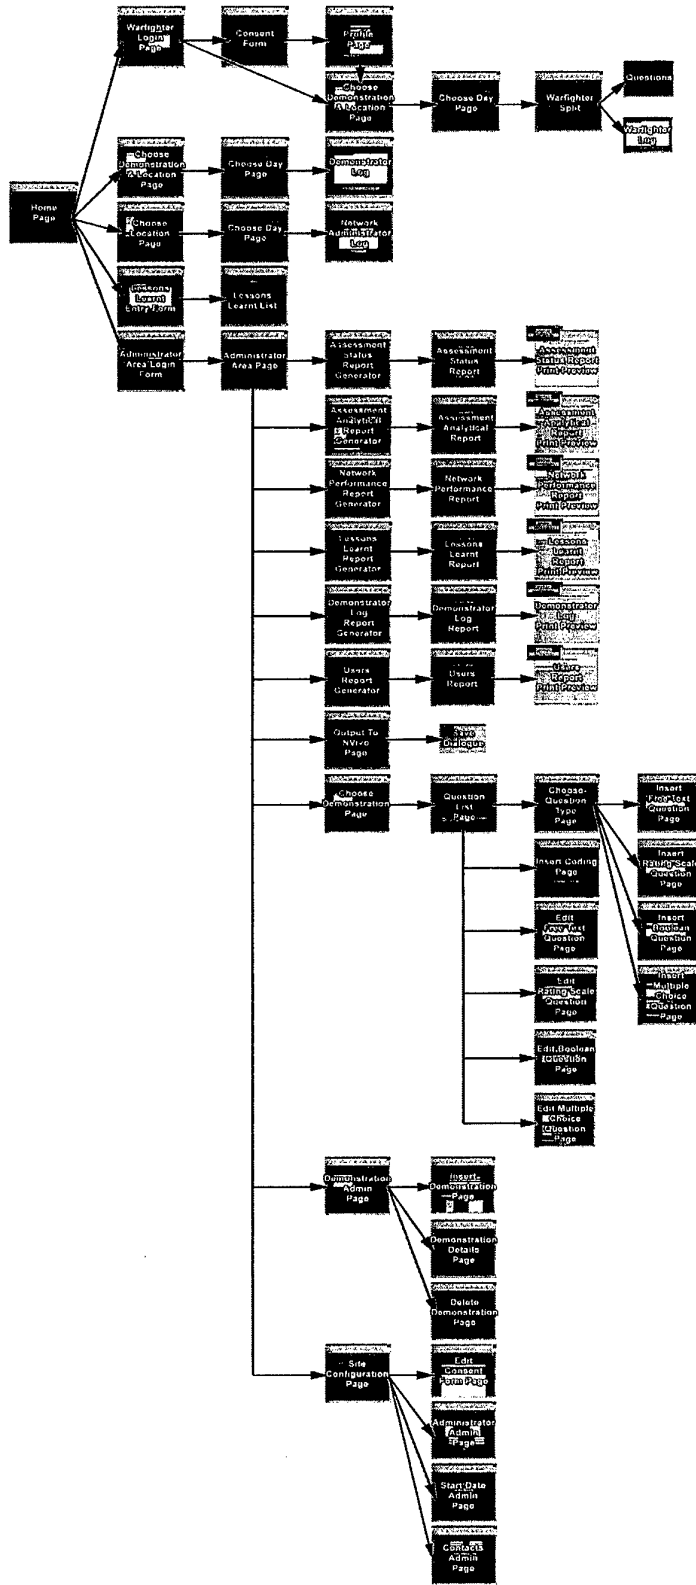 Warfighter
Login
Page
Consent
Form
Profile
Page
Choose
Demonstration
& Location
Page
Choose Day
Page
Warfighter
Split
Questions
Warfighter
Log
Home
Page
Choose
Demonstration
& Location
Page
Choose Day
Page
Demonstrator
Log
Choose
Location
Page
Choose Day
Page
Network
Administrator
Log
Lessons
Learnt
Entry Form
Lessons
Learnt List
Administrator
Area Login
Form
Administrator
Area Page
Assessment
Status
Report
Generator
Assessment
Status
Report
Assessment
Status Report
Print Preview
Assessment
Analytical
Report
Generator
Assessment
Analytical
Report
Assessment
Analytical
Report
Print Preview
Network
Performance
Report
Generator
Network
Performance
Report
Network
Performance
Report
Print Preview
Lessons
Learnt
Report
Generator
Lessons
Learnt
Report
Lessons
Learnt
Report
Print Preview
Demonstrator
Log
Report
Generator
Demonstrator
Log
Report
Demonstrator
Log
Print Preview
Users
Report
Generator
Users
Report
Users
Report
Print Preview
Output To
NVivo
Page
Save
Dialogue
Choose
Demonstration
Page
Question
List
Page
Choose
Question
Type
Page
Insert
Free Text
Question
Page
Insert Coding
Page
Insert
Rating Scale
Question
Page
Edit
Free Text
Question
Page
Insert
Boolean
Question
Page
Edit
Rating Scale
Question
Page
Insert
Multiple
Choice
Question
Page
Edit Boolean
Question
Page
Edit Multiple
Choice
Question
Page
Demonstration
Admin
Page
Insert
Demonstration
Page
Demonstration
Details
Page
Delete
Demonstration
Page
Site
Configuration
Page
Edit
Consent
Form Page
Administrator
Admin
Page
Start Date
Admin
Page
Contacts
Admin
Page